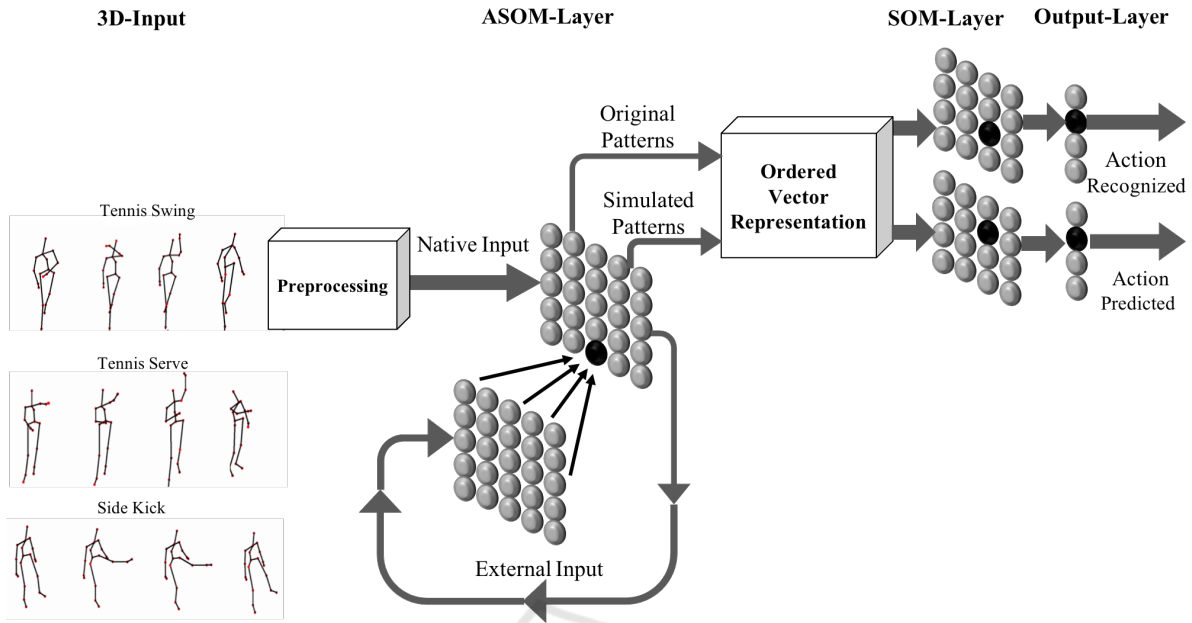 3D-Input
ASOM-Layer
SOM-Layer
Output-Layer
Original
Patterns
Simulated
Patterns
Ordered
Vector
Representation
Action
Recognized
Action
Predicted
Tennis Swing
Preprocessing
Native Input
Tennis Serve
Side Kick
External Input